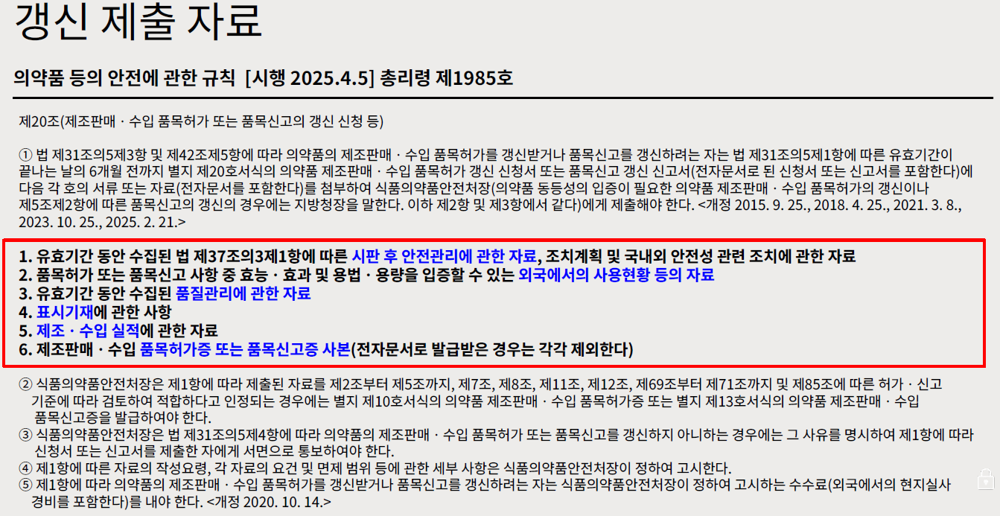 갱신 제출 자료
의약품 등의 안전에 관한 규칙 [시행 2025.4.5] 총리령 제1985호
제20조(제조판매ㆍ수입 품목허가 또는 품목신고의 갱신 신청 등)
① 법 제31조의5제3항 및 제42조제5항에 따라 의약품의 제조판매ㆍ수입 품목허가를 갱신받거나 품목신고를 갱신하려는 자는 법 제31조의5제1항에 따른 유효기간이
끝나는 날의 6개월 전까지 별지 제20호서식의 의약품 제조판매ㆍ수입 품목허가 갱신 신청서 또는 품목신고 갱신 신고서(전자문서로 된 신청서 또는 신고서를 포함한다)에
다음 각 호의 서류 또는 자료(전자문서를 포함한다)를 첨부하여 식품의약품안전처장(의약품 동등성의 입증이 필요한 의약품 제조판매ㆍ수입 품목허가의 갱신이나
제5조제2항에 따른 품목신고의 갱신의 경우에는 지방청장을 말한다. 이하 제2항 및 제3항에서 같다)에게 제출해야 한다. <개정 2015. 9. 25., 2018. 4. 25., 2021. 3. 8.,
2023. 10. 25., 2025. 2. 21.>
1. 유효기간 동안 수집된 법 제37조의3제1항에 따른 시판 후 안전관리에 관한 자료, 조치계획 및 국내외 안전성 관련 조치에 관한 자료
2. 품목허가 또는 품목신고 사항 중 효능ㆍ효과 및 용법ㆍ용량을 입증할 수 있는 외국에서의 사용현황 등의 자료
3. 유효기간 동안 수집된 품질관리에 관한 자료
4. 표시기재에 관한 사항
5. 제조ㆍ수입 실적에 관한 자료
6. 제조판매ㆍ수입 품목허가증 또는 품목신고증 사본(전자문서로 발급받은 경우는 각각 제외한다)
② 식품의약품안전처장은 제1항에 따라 제출된 자료를 제2조부터 제5조까지, 제7조, 제8조, 제11조, 제12조, 제69조부터 제71조까지 및 제85조에 따른 허가ㆍ신고
기준에 따라 검토하여 적합하다고 인정되는 경우에는 별지 제10호서식의 의약품 제조판매ㆍ수입 품목허가증 또는 별지 제13호서식의 의약품 제조판매ㆍ수입
품목신고증을 발급하여야 한다.
③ 식품의약품안전처장은 법 제31조의5제4항에 따라 의약품의 제조판매ㆍ수입 품목허가 또는 품목신고를 갱신하지 아니하는 경우에는 그 사유를 명시하여 제1항에 따라
신청서 또는 신고서를 제출한 자에게 서면으로 통보하여야 한다.
④ 제1항에 따른 자료의 작성요령, 각 자료의 요건 및 면제 범위 등에 관한 세부 사항은 식품의약품안전처장이 정하여 고시한다.
⑤ 제1항에 따라 의약품의 제조판매ㆍ수입 품목허가를 갱신받거나 품목신고를 갱신하려는 자는 식품의약품안전처장이 정하여 고시하는 수수료(외국에서의 현지실사
경비를 포함한다)를 내야 한다. <개정 2020. 10. 14.>